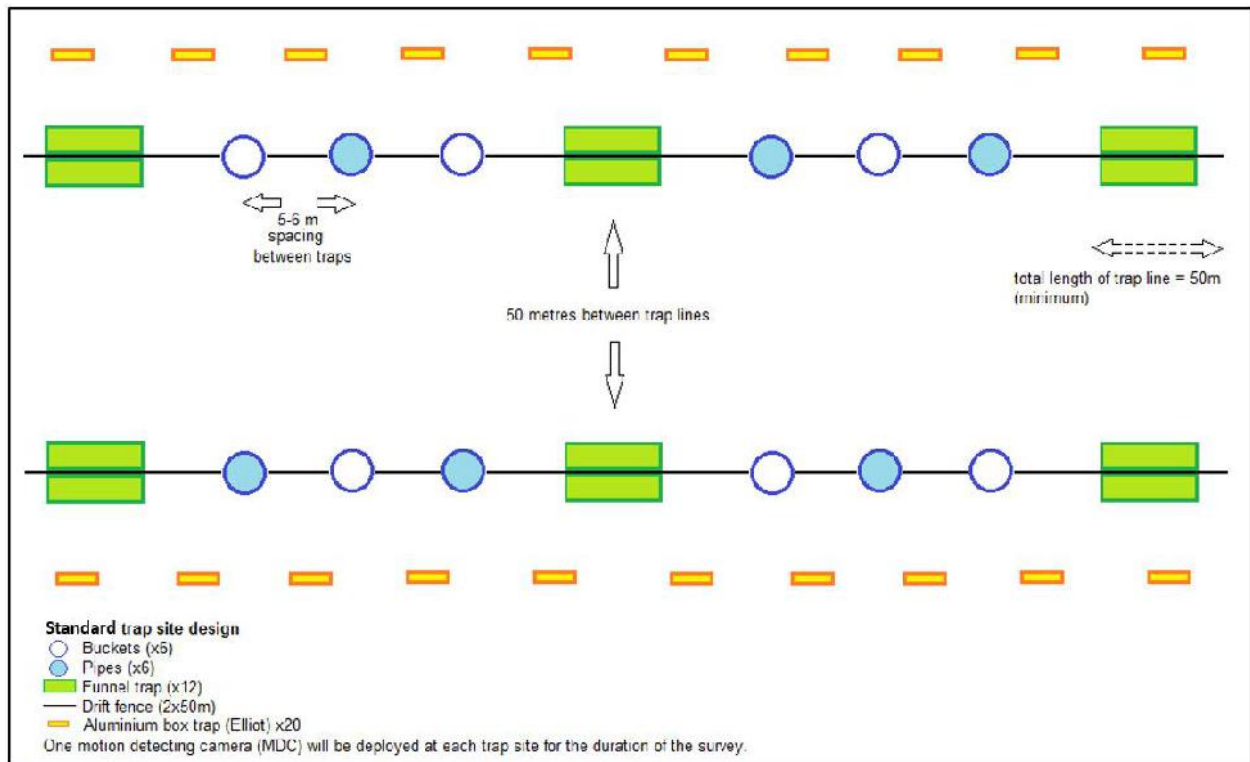 5-6 m
spacing
between traps
total length of trap line = 50m
(minimum)
50 metres between trap lines
Standard trap site design
Buckets (x6)
Pipes (x6)
Funnel trap (x12)
Drift fence (2x50m)
Aluminium box trap (Elliot) x20
One motion detecting camera (MDC) will be deployed at each trap site for the duration of the survey.